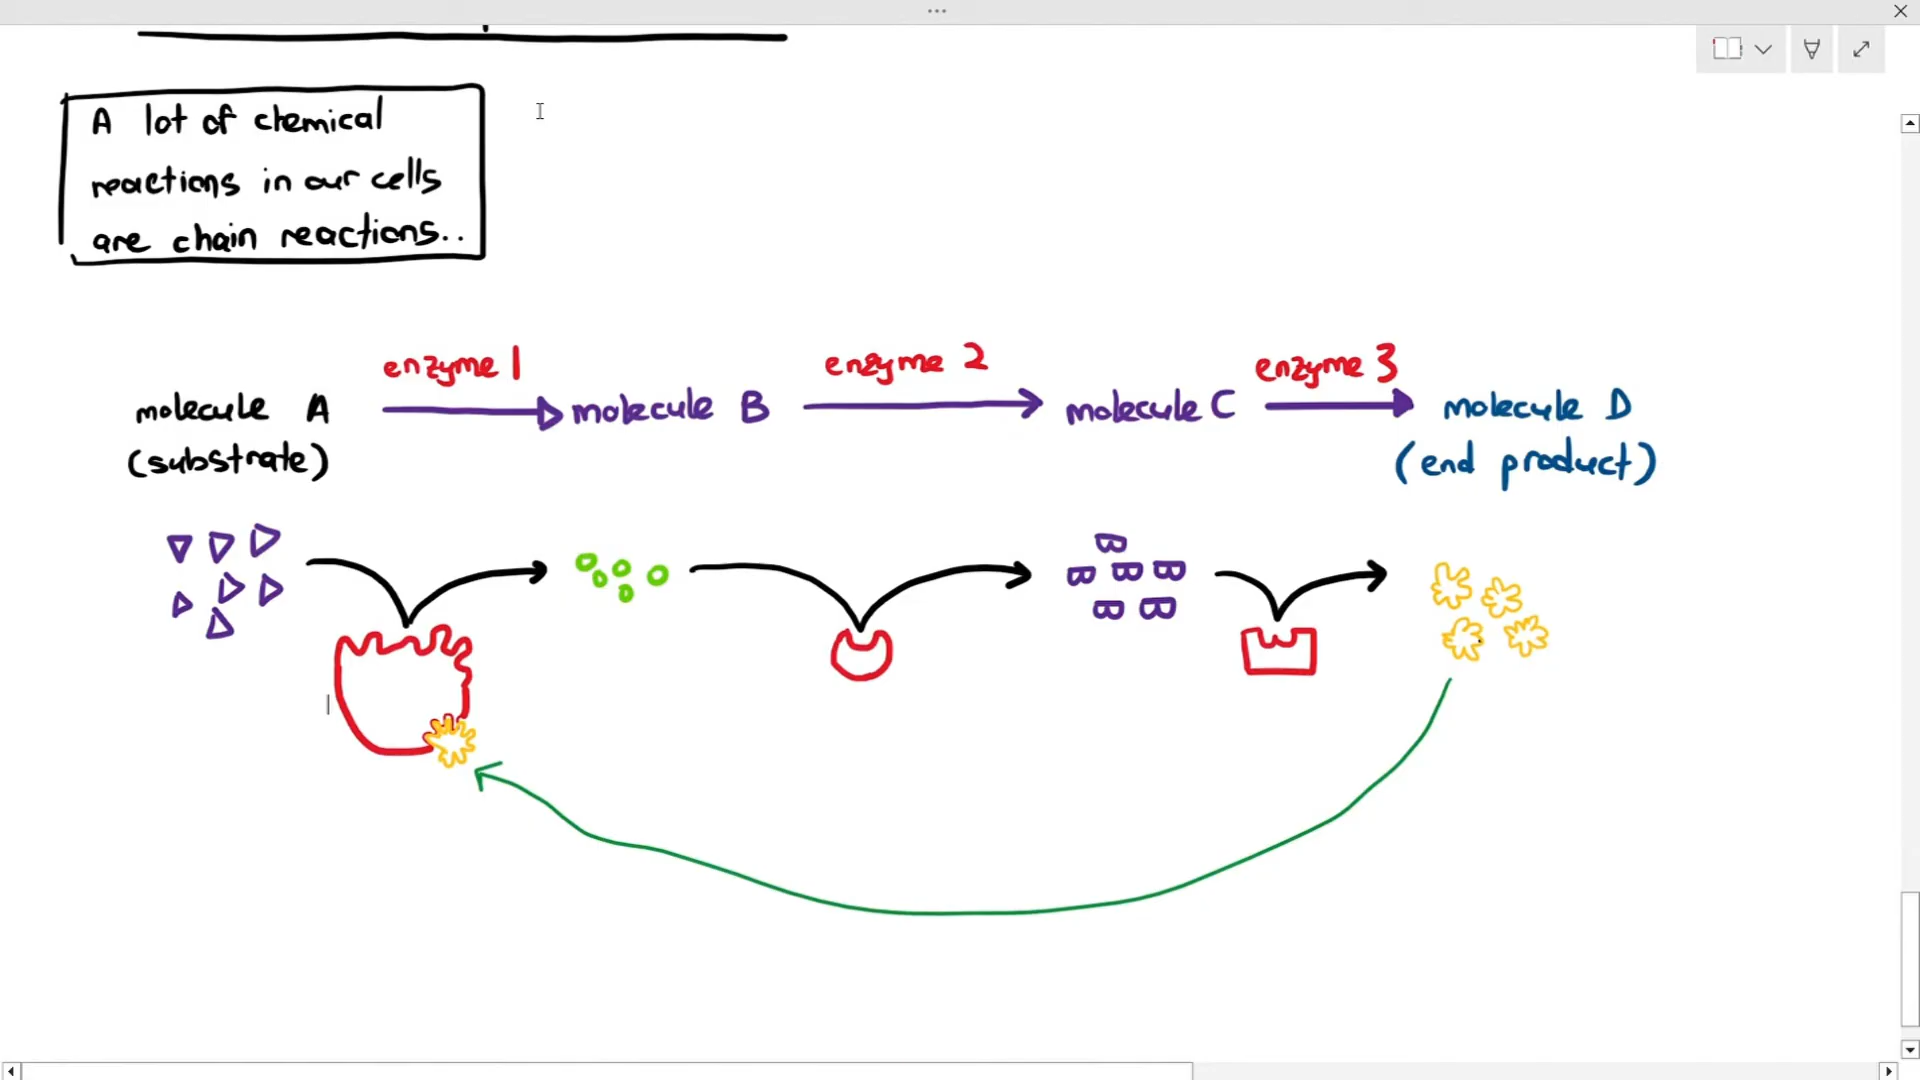 A lot of chemical
reactions in our cells
are chain reactions..
enzyme 1
enzyme 2
enzyme 3
molecule A
molecule B
molecule C
molecule D
(substrate)
(end product)